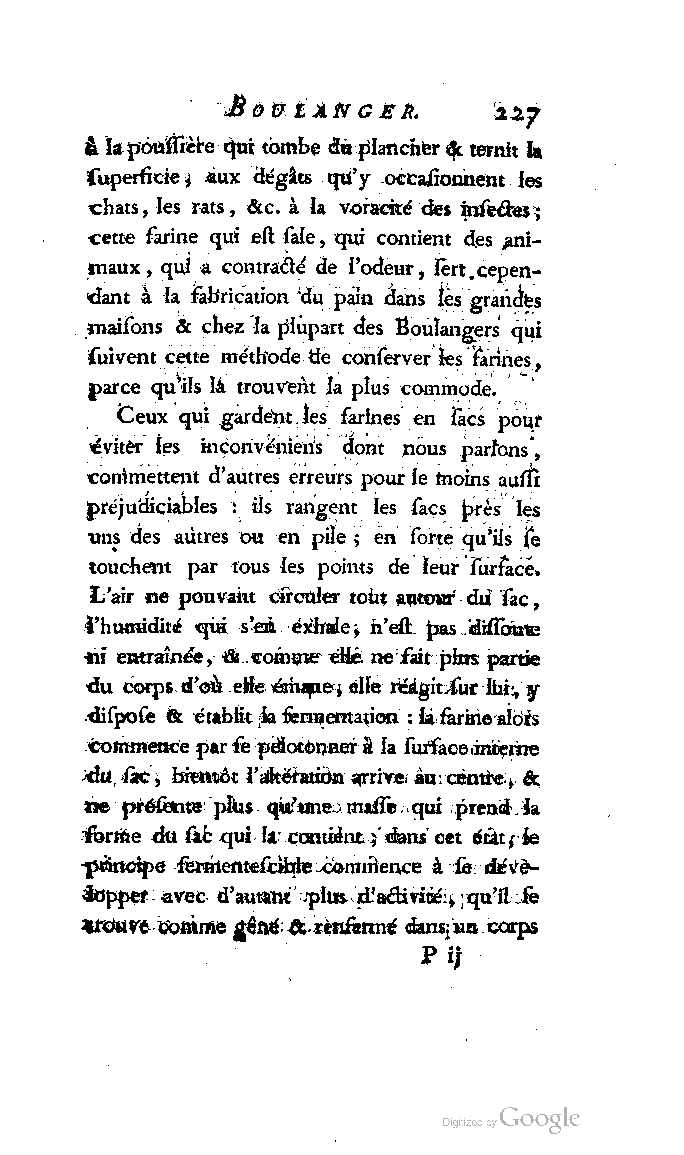 BOULANGER. 227
à la pouſſière qui tombe du plancher & ternit la
ſuperficie; aux dégâts qu'y occaſionnent les
chats, les rats, &c. à la voracité des inſectes;
cette farine qui eſt ſale, qui contient des ani-
maux, qui a contracté de l'odeur, ſert cepen-
dant à la fabrication du pain dans les grandes
maiſons & chez la plupart des Boulangers qui
ſuivent cette méthode de conſerver les farines,
parce qu'ils la trouvent la plus commode.
Ceux qui gardent les farines en ſacs pour
éviter les inconvéniens dont nous parlons,
commettent d'autres erreurs pour le moins auſſi
préjudiciables : ils rangent les ſacs près les
uns des autres ou en pile; en ſorte qu'ils ſe
touchent par tous les points de leur ſurface.
L'air ne pouvant circuler tout autour du ſac,
l'humidité qui s'en exhale, n'eſt pas diſſoute
ni entraînée, & comme elle ne fait plus partie
du corps d'où elle émane, elle réagit ſur lui, y
diſpoſe & établit la fermentation : la farine alors
commence par ſe pelotonner à la ſurface interne
du ſac, bientôt l'altération arrive au centre, &
ne préſente plus qu'une maſſe qui prend la
forme du ſac qui la contient; dans cet état, le
principe fermenteſcible commence à ſe déve-
lopper avec d'autant plus d'activité, qu'il ſe
trouve comme gêné & renfermé dans un corps
P ij
Digitized by Google